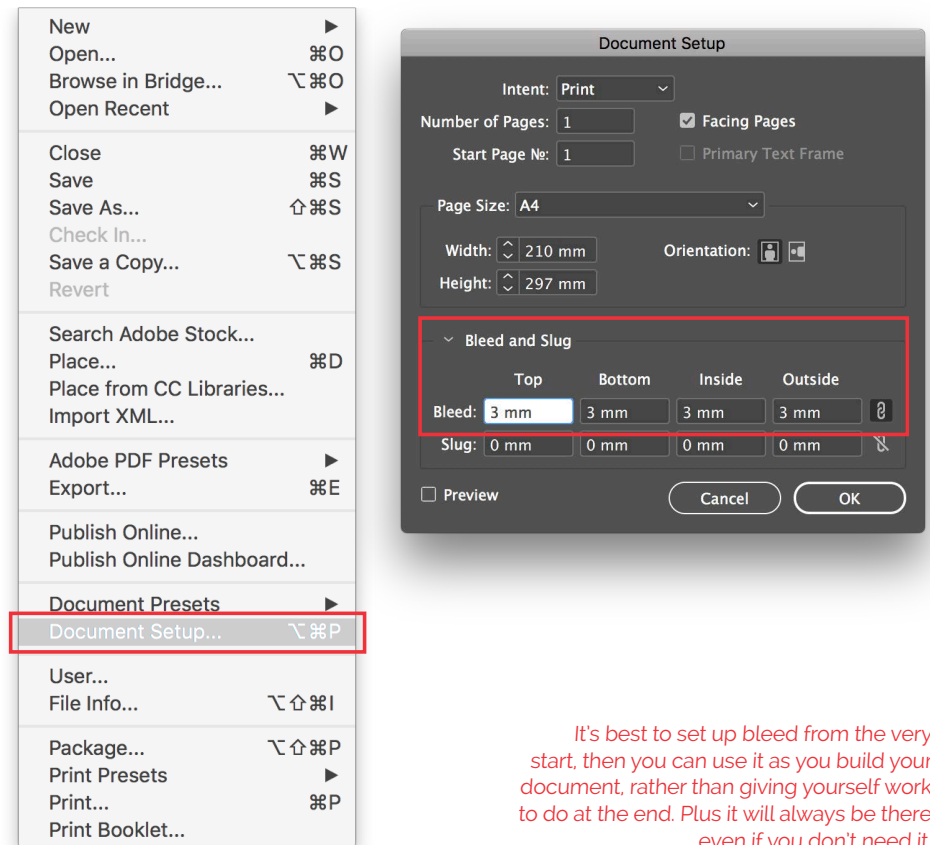 New ▶
Open... ⌘O
Browse in Bridge... ⌥⌘O
Open Recent ▶
Close ⌘W
Save ⌘S
Save As... ⇧⌘S
Check In...
Save a Copy... ⌥⌘S
Revert
Search Adobe Stock...
Place... ⌘D
Place from CC Libraries...
Import XML...
Adobe PDF Presets ▶
Export... ⌘E
Publish Online...
Publish Online Dashboard...
Document Presets ▶
Document Setup... ⌥⌘P
User...
File Info... ⌥⇧⌘I
Package... ⌥⇧⌘P
Print Presets ▶
Print... ⌘P
Print Booklet...
Document Setup
Intent: Print
Number of Pages: 1 Facing Pages
Start Page №: 1 Primary Text Frame
Page Size: A4
Width: 210 mm Orientation:
Height: 297 mm
Bleed and Slug
Top Bottom Inside Outside
Bleed: 3 mm 3 mm 3 mm 3 mm
Slug: 0 mm 0 mm 0 mm 0 mm
Preview Cancel OK
It's best to set up bleed from the very
start, then you can use it as you build your
document, rather than giving yourself work
to do at the end. Plus it will always be there
even if you don't need it